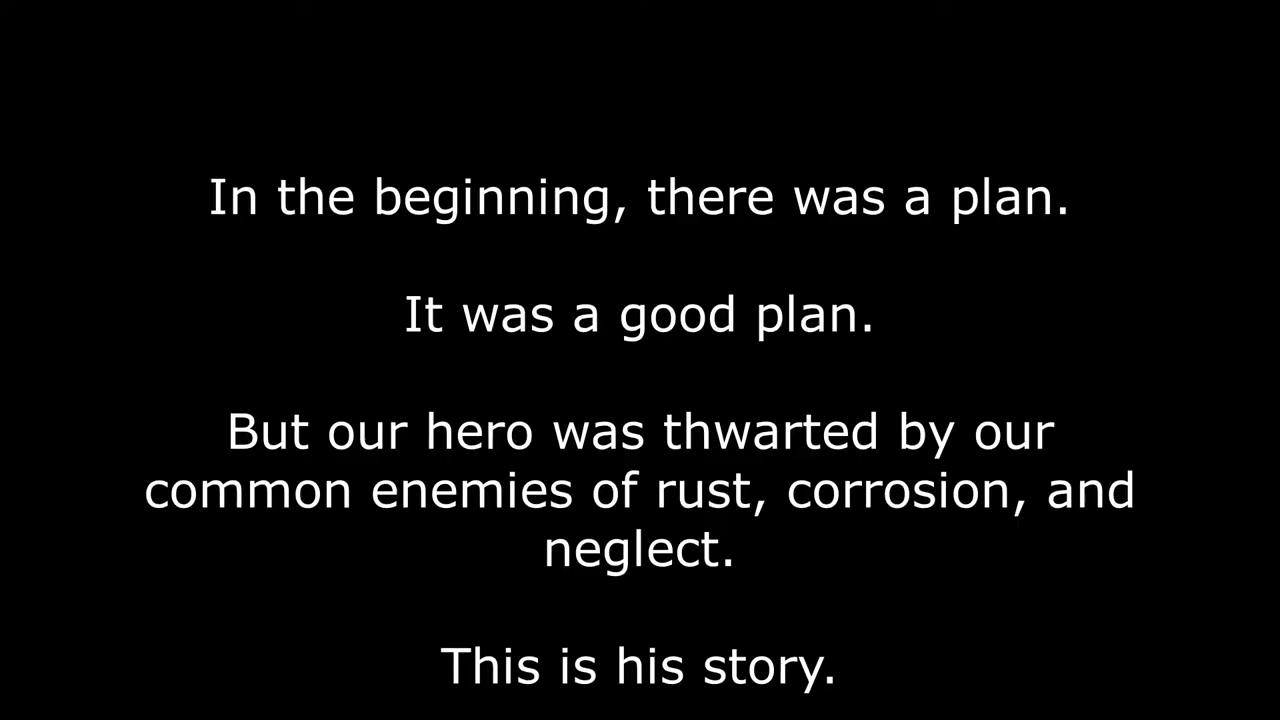 In the beginning, there was a plan.
It was a good plan.
But our hero was thwarted by our
common enemies of rust, corrosion, and
neglect.
This is his story.